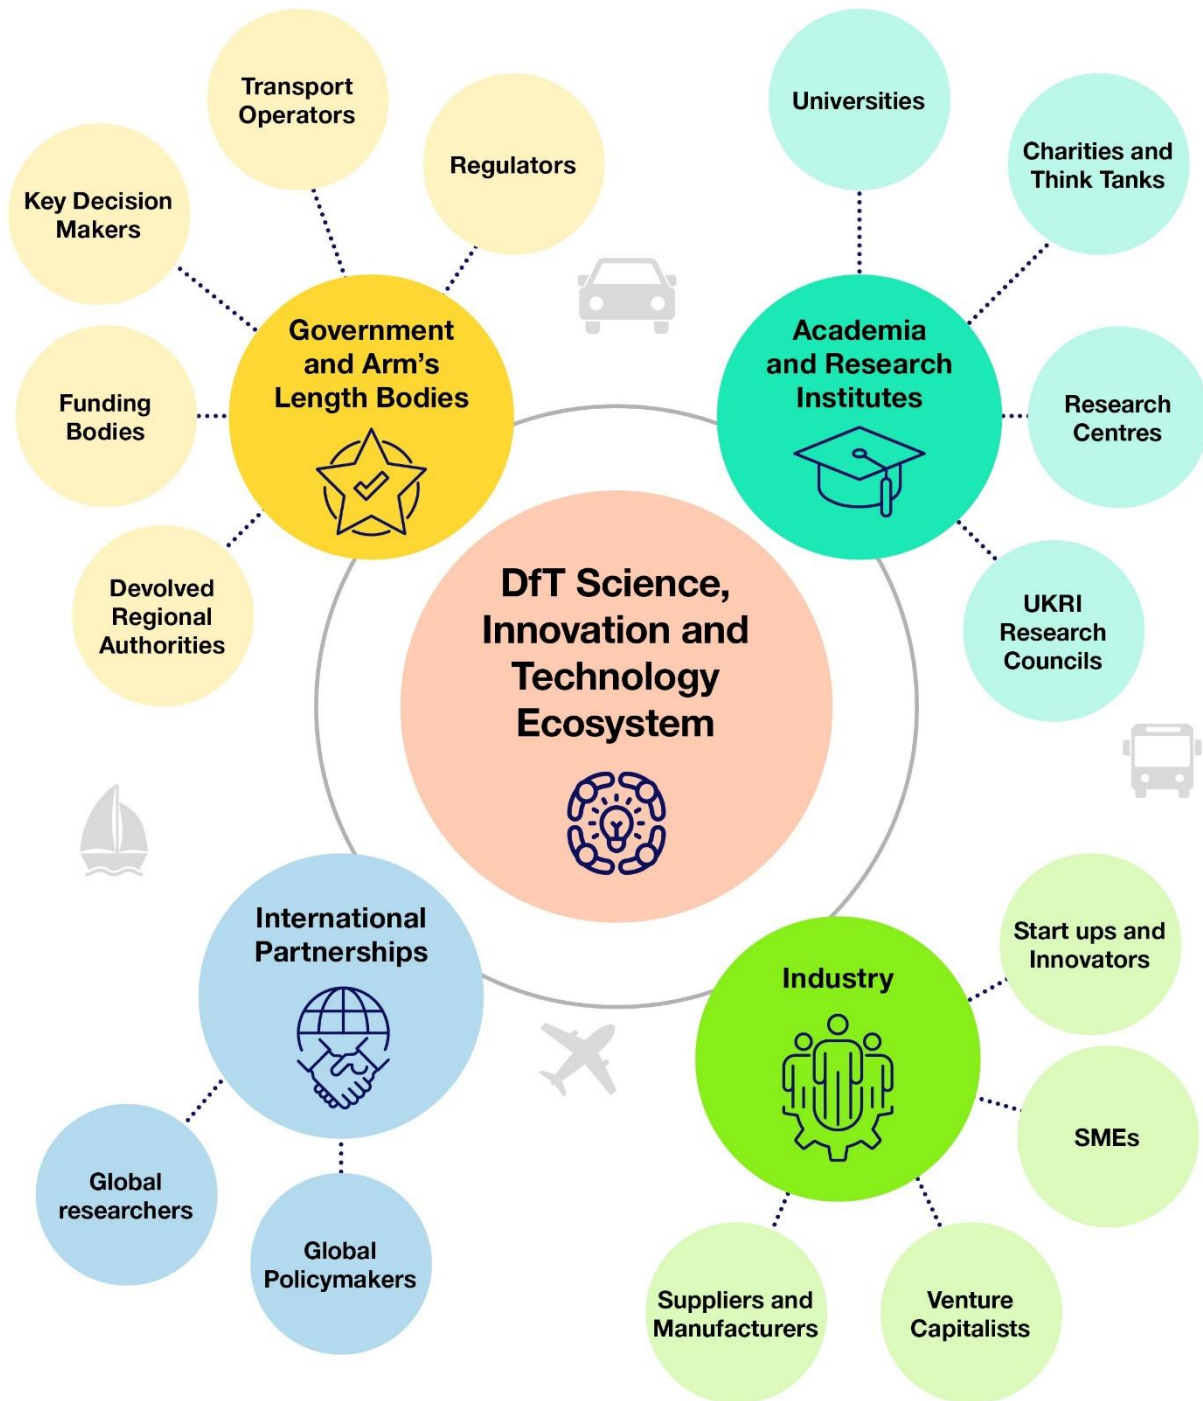 Transport
Operators
Regulators
Key Decision
Makers
Government
and Arm's
Length Bodies
Funding
Bodies
Devolved
Regional
Authorities
Universities
Charities and
Think Tanks
Academia
and Research
Institutes
Research
Centres
UKRI
Research
Councils
DfT Science,
Innovation and
Technology
Ecosystem
International
Partnerships
Global
researchers
Global
Policymakers
Industry
Start ups and
Innovators
SMEs
Suppliers and
Manufacturers
Venture
Capitalists